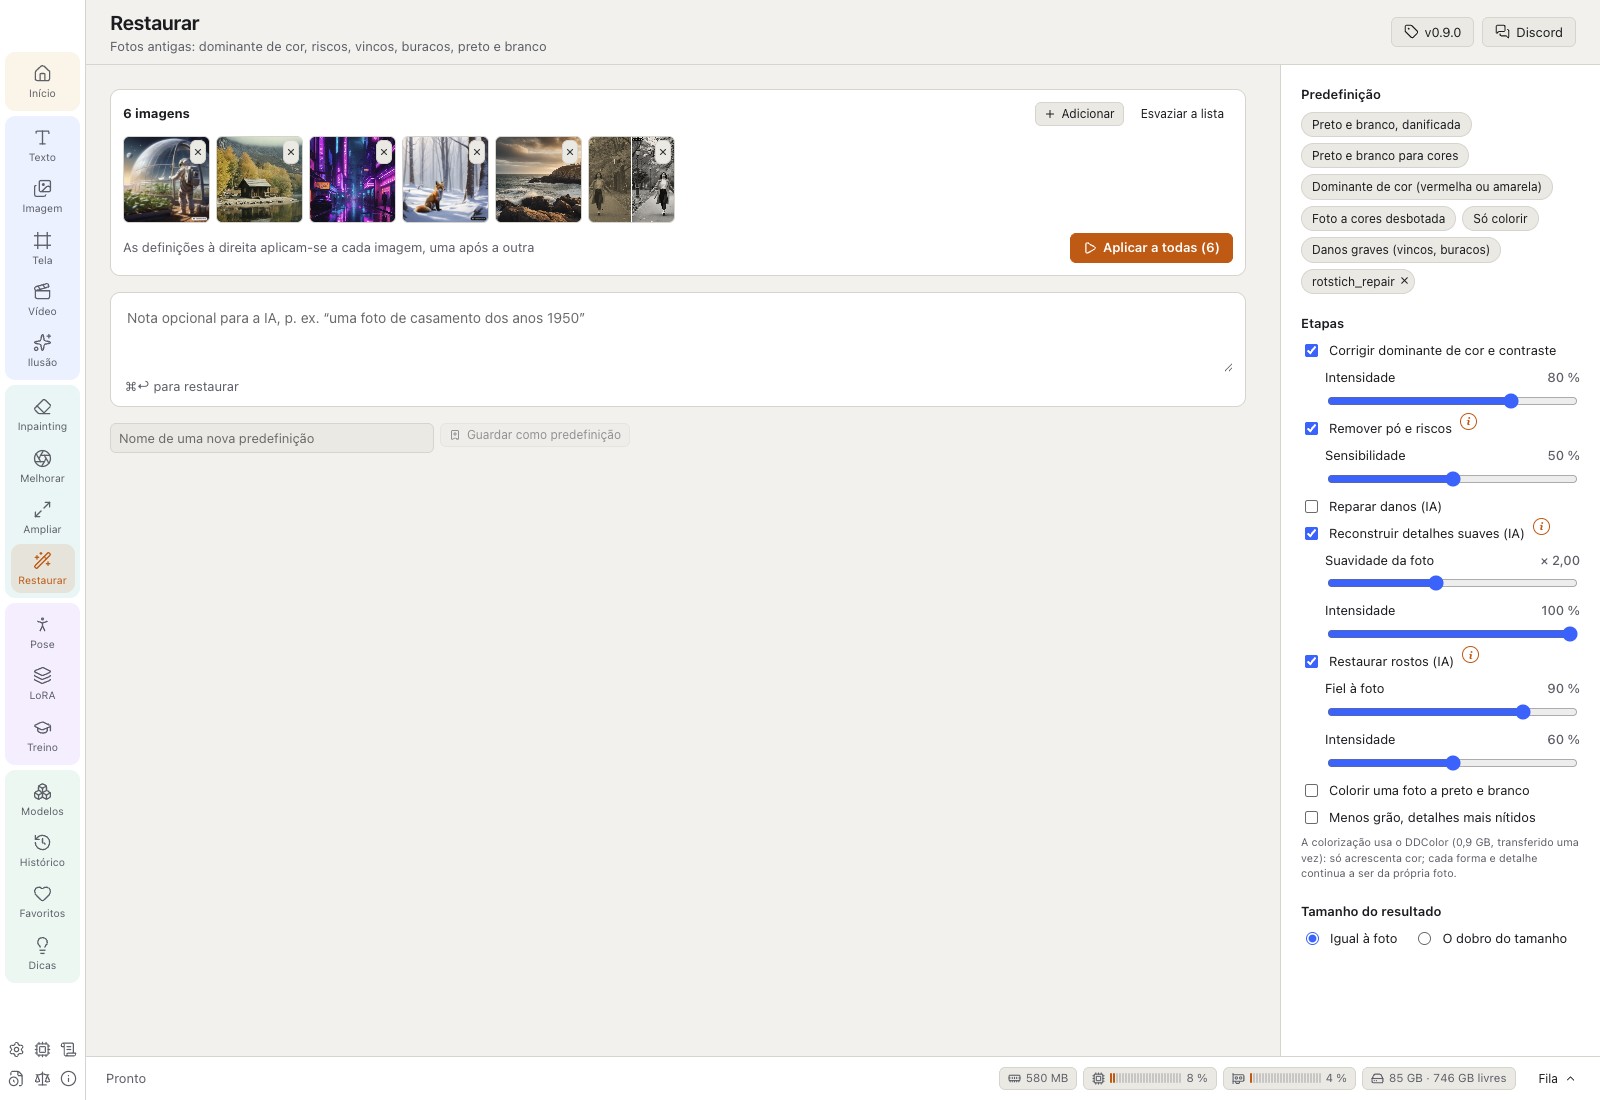 Restaurar
Fotos antigas: dominante de cor, riscos, vincos, buracos, preto e branco
v0.9.0
Discord
Início
Texto
Imagem
Tela
Vídeo
Ilusão
Inpainting
Melhorar
Ampliar
Restaurar
Pose
LoRA
Treino
Modelos
Histórico
Favoritos
Dicas
6 imagens
Adicionar
Esvaziar a lista
As definições à direita aplicam-se a cada imagem, uma após a outra
Aplicar a todas (6)
Nota opcional para a IA, p. ex. “uma foto de casamento dos anos 1950”
⌘↩ para restaurar
Nome de uma nova predefinição
Guardar como predefinição
Predefinição
Preto e branco, danificada
Preto e branco para cores
Dominante de cor (vermelha ou amarela)
Foto a cores desbotada
Só colorir
Danos graves (vincos, buracos)
rotstich_repair ×
Etapas
Corrigir dominante de cor e contraste
Intensidade 80 %
Remover pó e riscos
Sensibilidade 50 %
Reparar danos (IA)
Reconstruir detalhes suaves (IA)
Suavidade da foto × 2,00
Intensidade 100 %
Restaurar rostos (IA)
Fiel à foto 90 %
Intensidade 60 %
Colorir uma foto a preto e branco
Menos grão, detalhes mais nítidos
A colorização usa o DDColor (0,9 GB, transferido uma
vez): só acrescenta cor; cada forma e detalhe
continua a ser da própria foto.
Tamanho do resultado
Igual à foto
O dobro do tamanho
Pronto
580 MB
8 %
4 %
85 GB · 746 GB livres
Fila